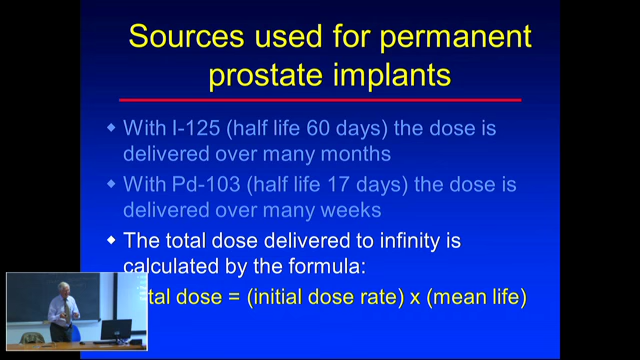 Sources used for permanent
prostate implants
With I-125 (half life 60 days) the dose is
delivered over many months
With Pd-103 (half life 17 days) the dose is
delivered over many weeks
The total dose delivered to infinity is
calculated by the formula:
tal dose = (initial dose rate) x (mean life)